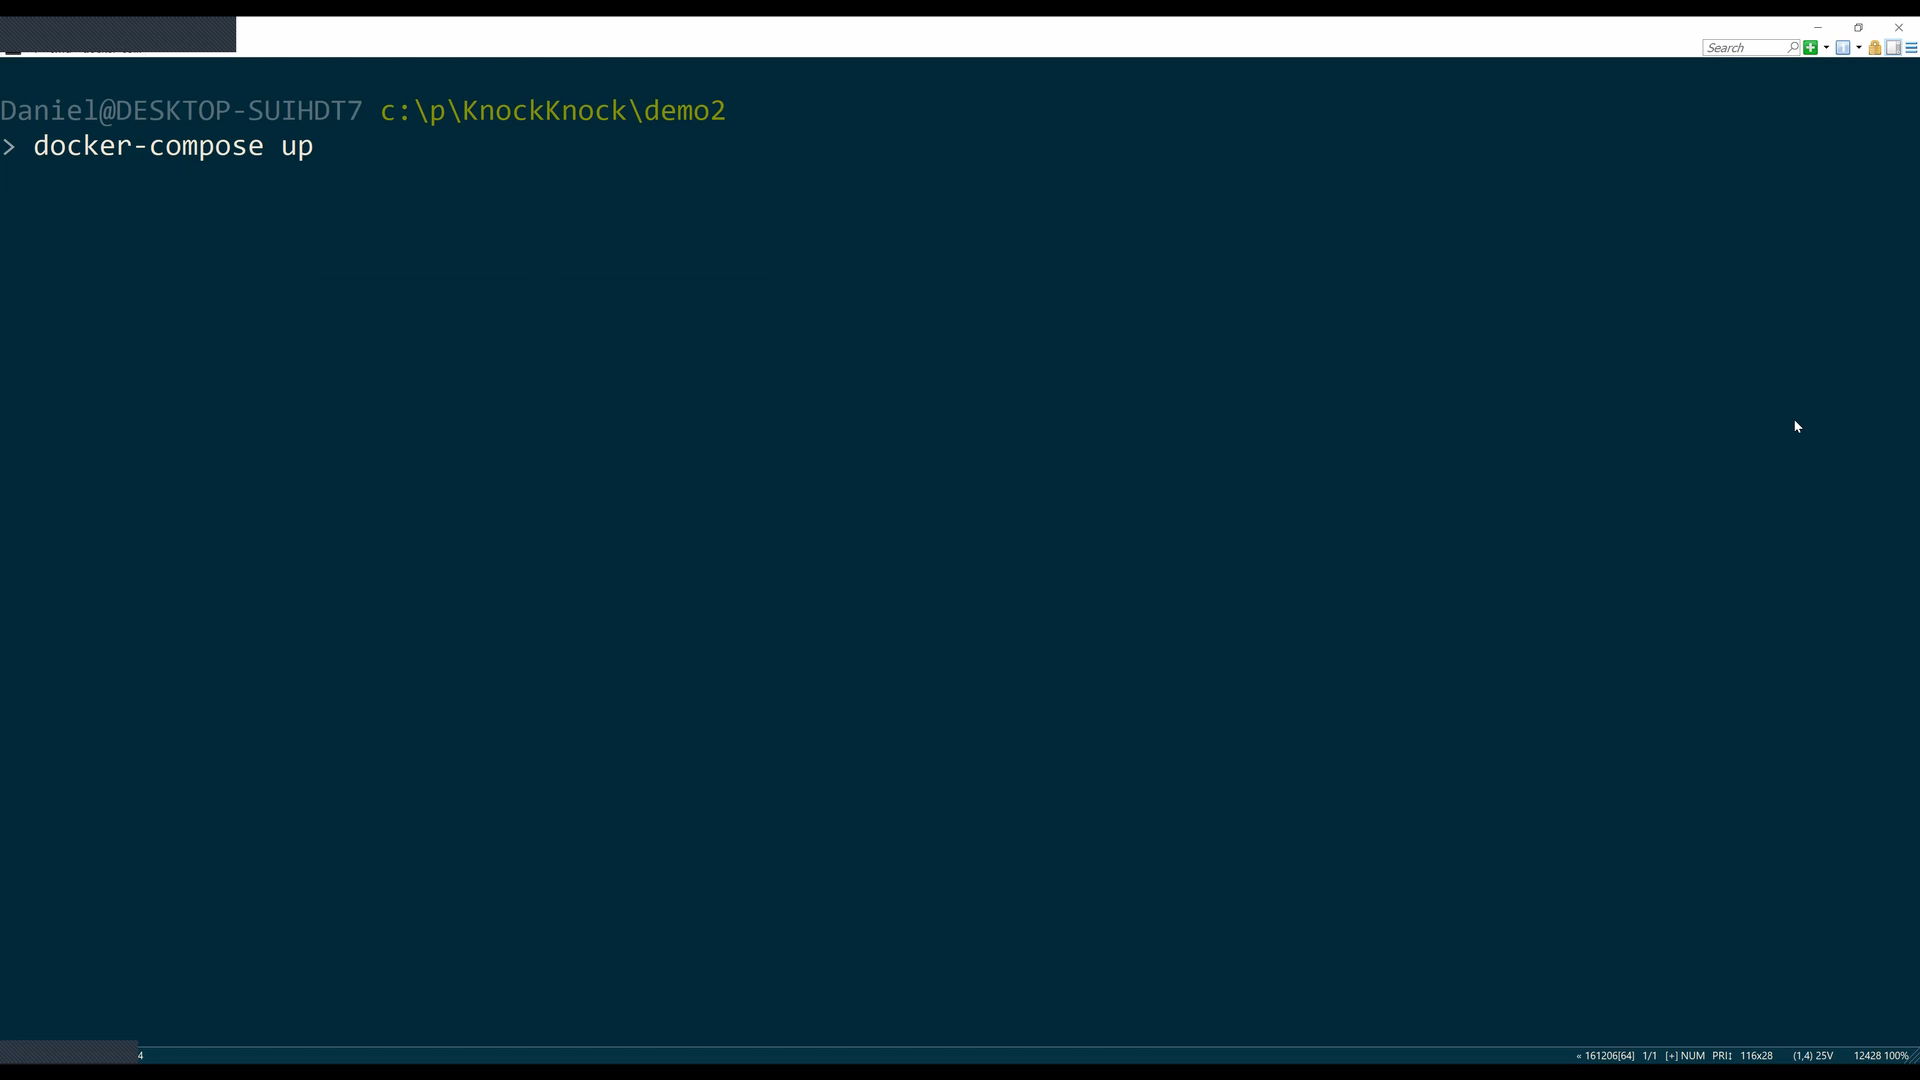 Search
Daniel@DESKTOP-SUIHDT7 c:\p\KnockKnock\demo2
> docker-compose up
4
« 161206[64] 1/1 [+] NUM PRI↕ 116x28 (1,4) 25V 12428 100%